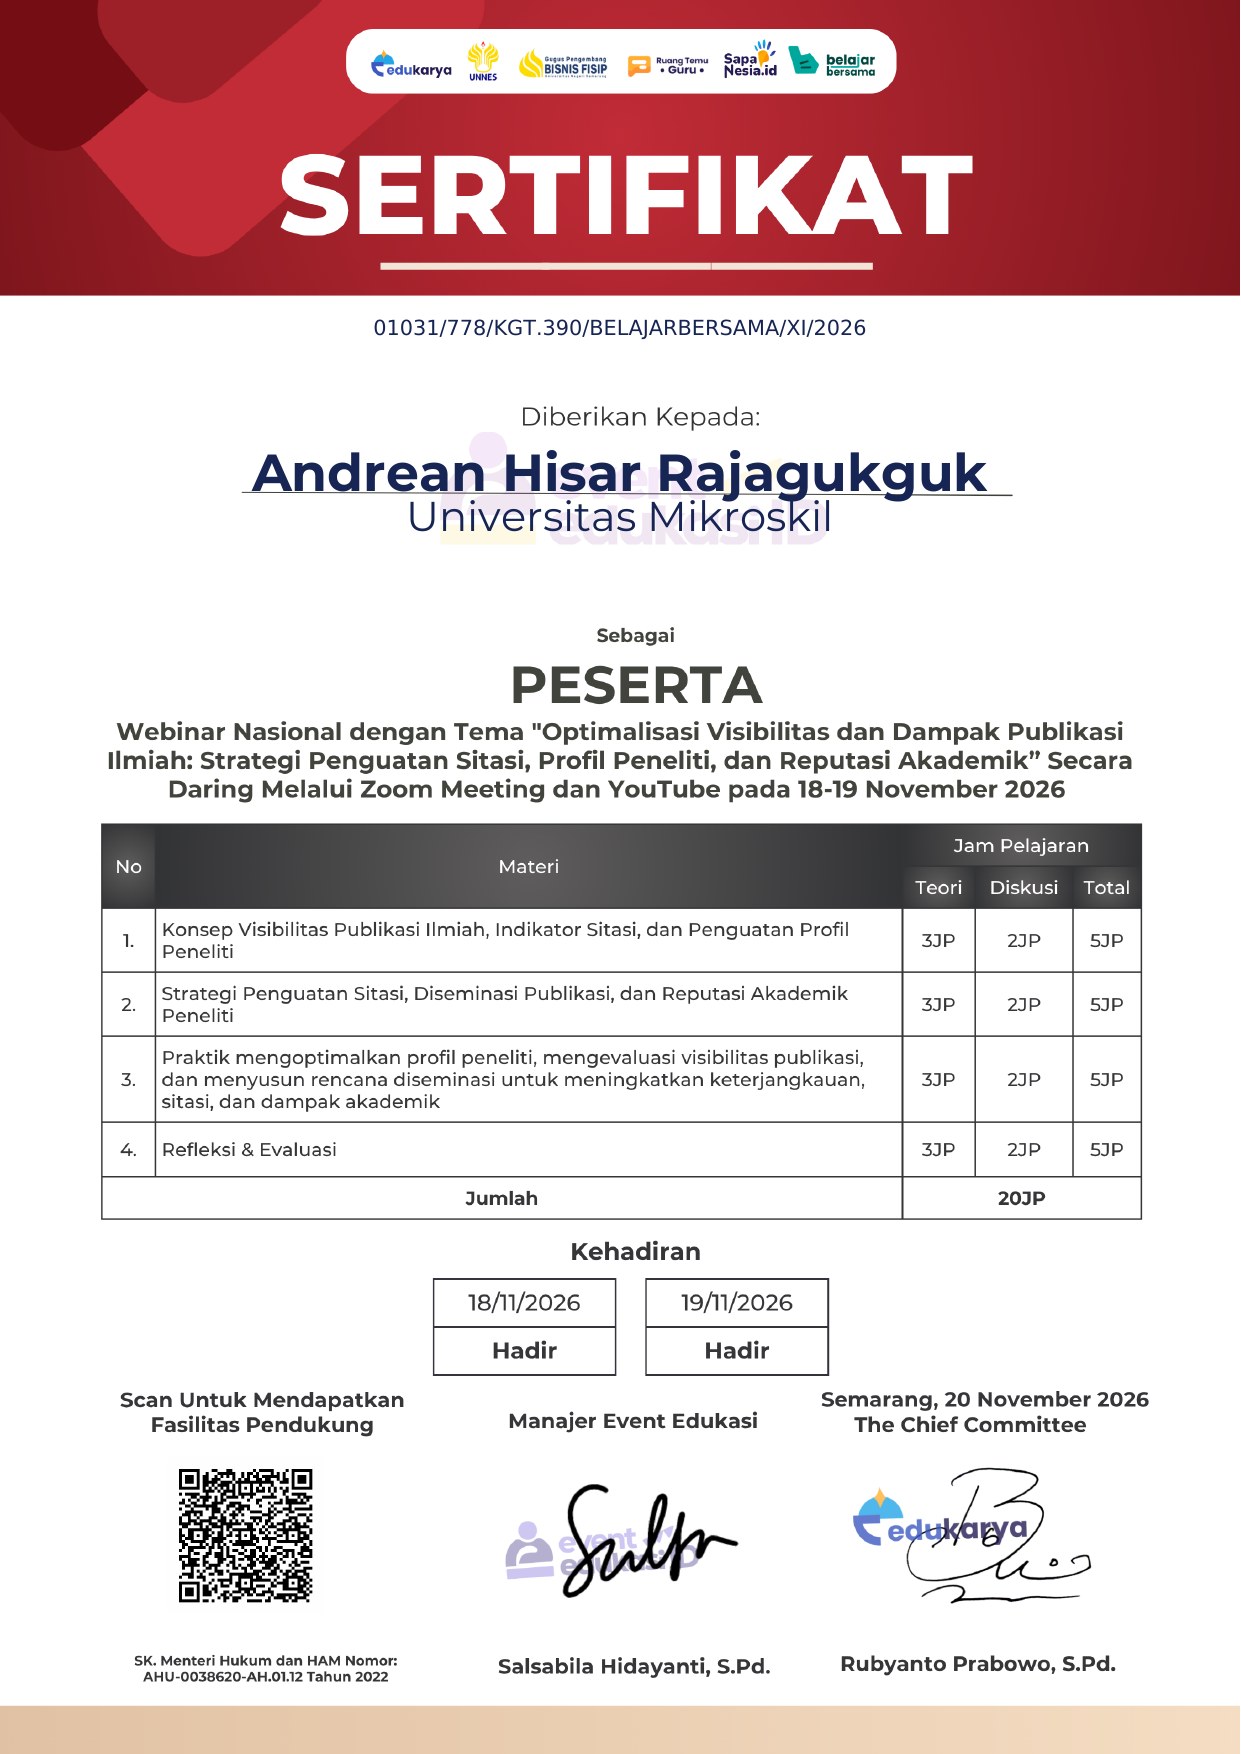 edukarya
UNNES
Gugus Pengembang
BISNIS FISIP
Ruang Temu
• Guru •
Sapa
Nesia.id
belajar
bersama
SERTIFIKAT
01031/778/KGT.390/BELAJARBERSAMA/XI/2026
Diberikan Kepada:
Andrean Hisar Rajagukguk
Universitas Mikroskil
Sebagai
PESERTA
Webinar Nasional dengan Tema "Optimalisasi Visibilitas dan Dampak Publikasi
Ilmiah: Strategi Penguatan Sitasi, Profil Peneliti, dan Reputasi Akademik” Secara
Daring Melalui Zoom Meeting dan YouTube pada 18-19 November 2026
No
Materi
Jam Pelajaran
Teori Diskusi Total
1. Konsep Visibilitas Publikasi Ilmiah, Indikator Sitasi, dan Penguatan Profil
Peneliti
3JP 2JP 5JP
2. Strategi Penguatan Sitasi, Diseminasi Publikasi, dan Reputasi Akademik
Peneliti
3JP 2JP 5JP
3. Praktik mengoptimalkan profil peneliti, mengevaluasi visibilitas publikasi,
dan menyusun rencana diseminasi untuk meningkatkan keterjangkauan,
sitasi, dan dampak akademik
3JP 2JP 5JP
4. Refleksi & Evaluasi 3JP 2JP 5JP
Jumlah 20JP
Kehadiran
18/11/2026 19/11/2026
Hadir Hadir
Scan Untuk Mendapatkan
Fasilitas Pendukung
Manajer Event Edukasi
Semarang, 20 November 2026
The Chief Committee
event
edukasi.ID
edukarya
SK. Menteri Hukum dan HAM Nomor:
AHU-0038620-AH.01.12 Tahun 2022
Salsabila Hidayanti, S.Pd.
Rubyanto Prabowo, S.Pd.